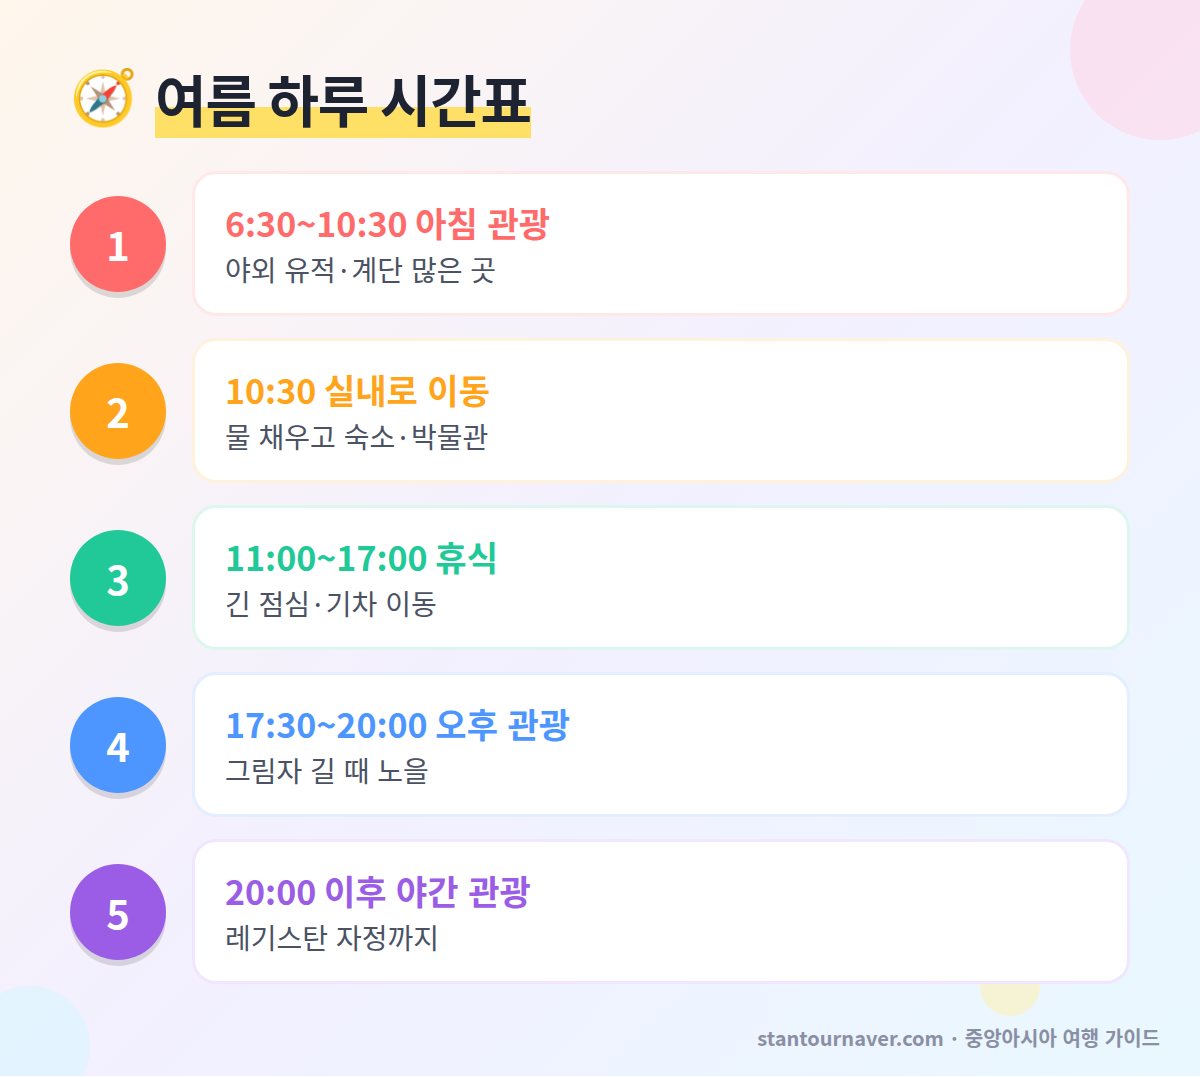 여름 하루 시간표
1
6:30~10:30 아침 관광
야외 유적·계단 많은 곳
2
10:30 실내로 이동
물 채우고 숙소·박물관
3
11:00~17:00 휴식
긴 점심·기차 이동
4
17:30~20:00 오후 관광
그림자 길 때 노을
5
20:00 이후 야간 관광
레기스탄 자정까지
stantournaver.com · 중앙아시아 여행 가이드